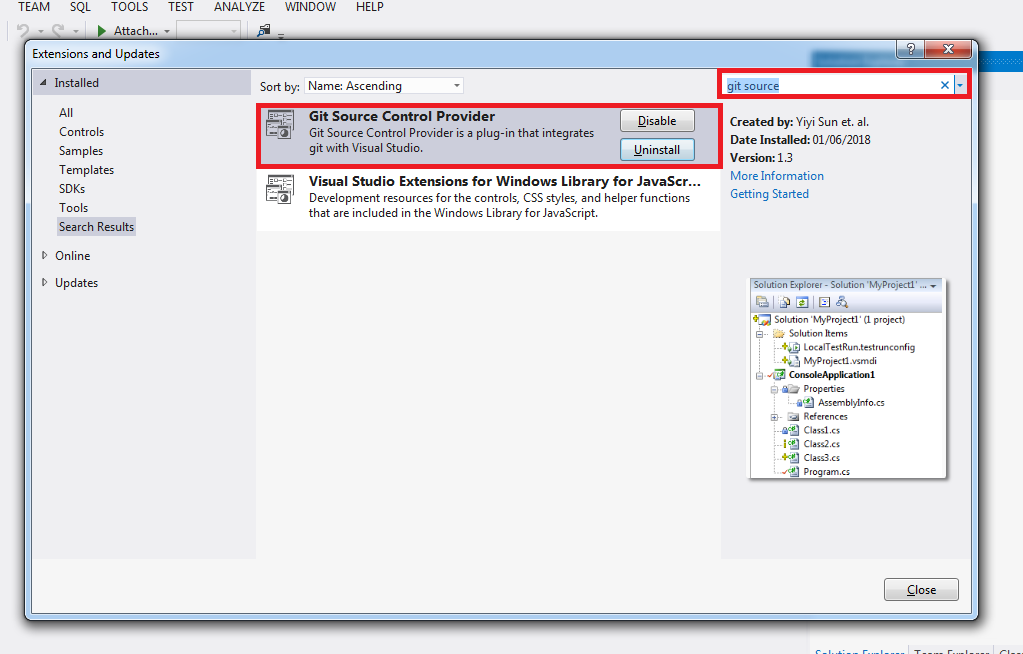 TEAM SQL TOOLS TEST ANALYZE WINDOW HELP
Attach...
Extensions and Updates
Installed
All
Controls
Samples
Templates
SDKs
Tools
Search Results
Online
Updates
Sort by: Name: Ascending
Git Source Control Provider
Git Source Control Provider is a plug-in that integrates
git with Visual Studio.
Disable
Uninstall
Visual Studio Extensions for Windows Library for JavaScr...
Development resources for the controls, CSS styles, and helper functions
that are included in the Windows Library for JavaScript.
git source
Created by: Yiyi Sun et. al.
Date Installed: 01/06/2018
Version: 1.3
More Information
Getting Started
Solution Explorer - Solution 'MyProject1' ...
Solution 'MyProject1' (1 project)
Solution Items
LocalTestRun.testrunconfig
MyProject1.vsmdi
ConsoleApplication1
Properties
AssemblyInfo.cs
References
Class1.cs
Class2.cs
Class3.cs
Program.cs
Close
Solution Explorer Team Explorer